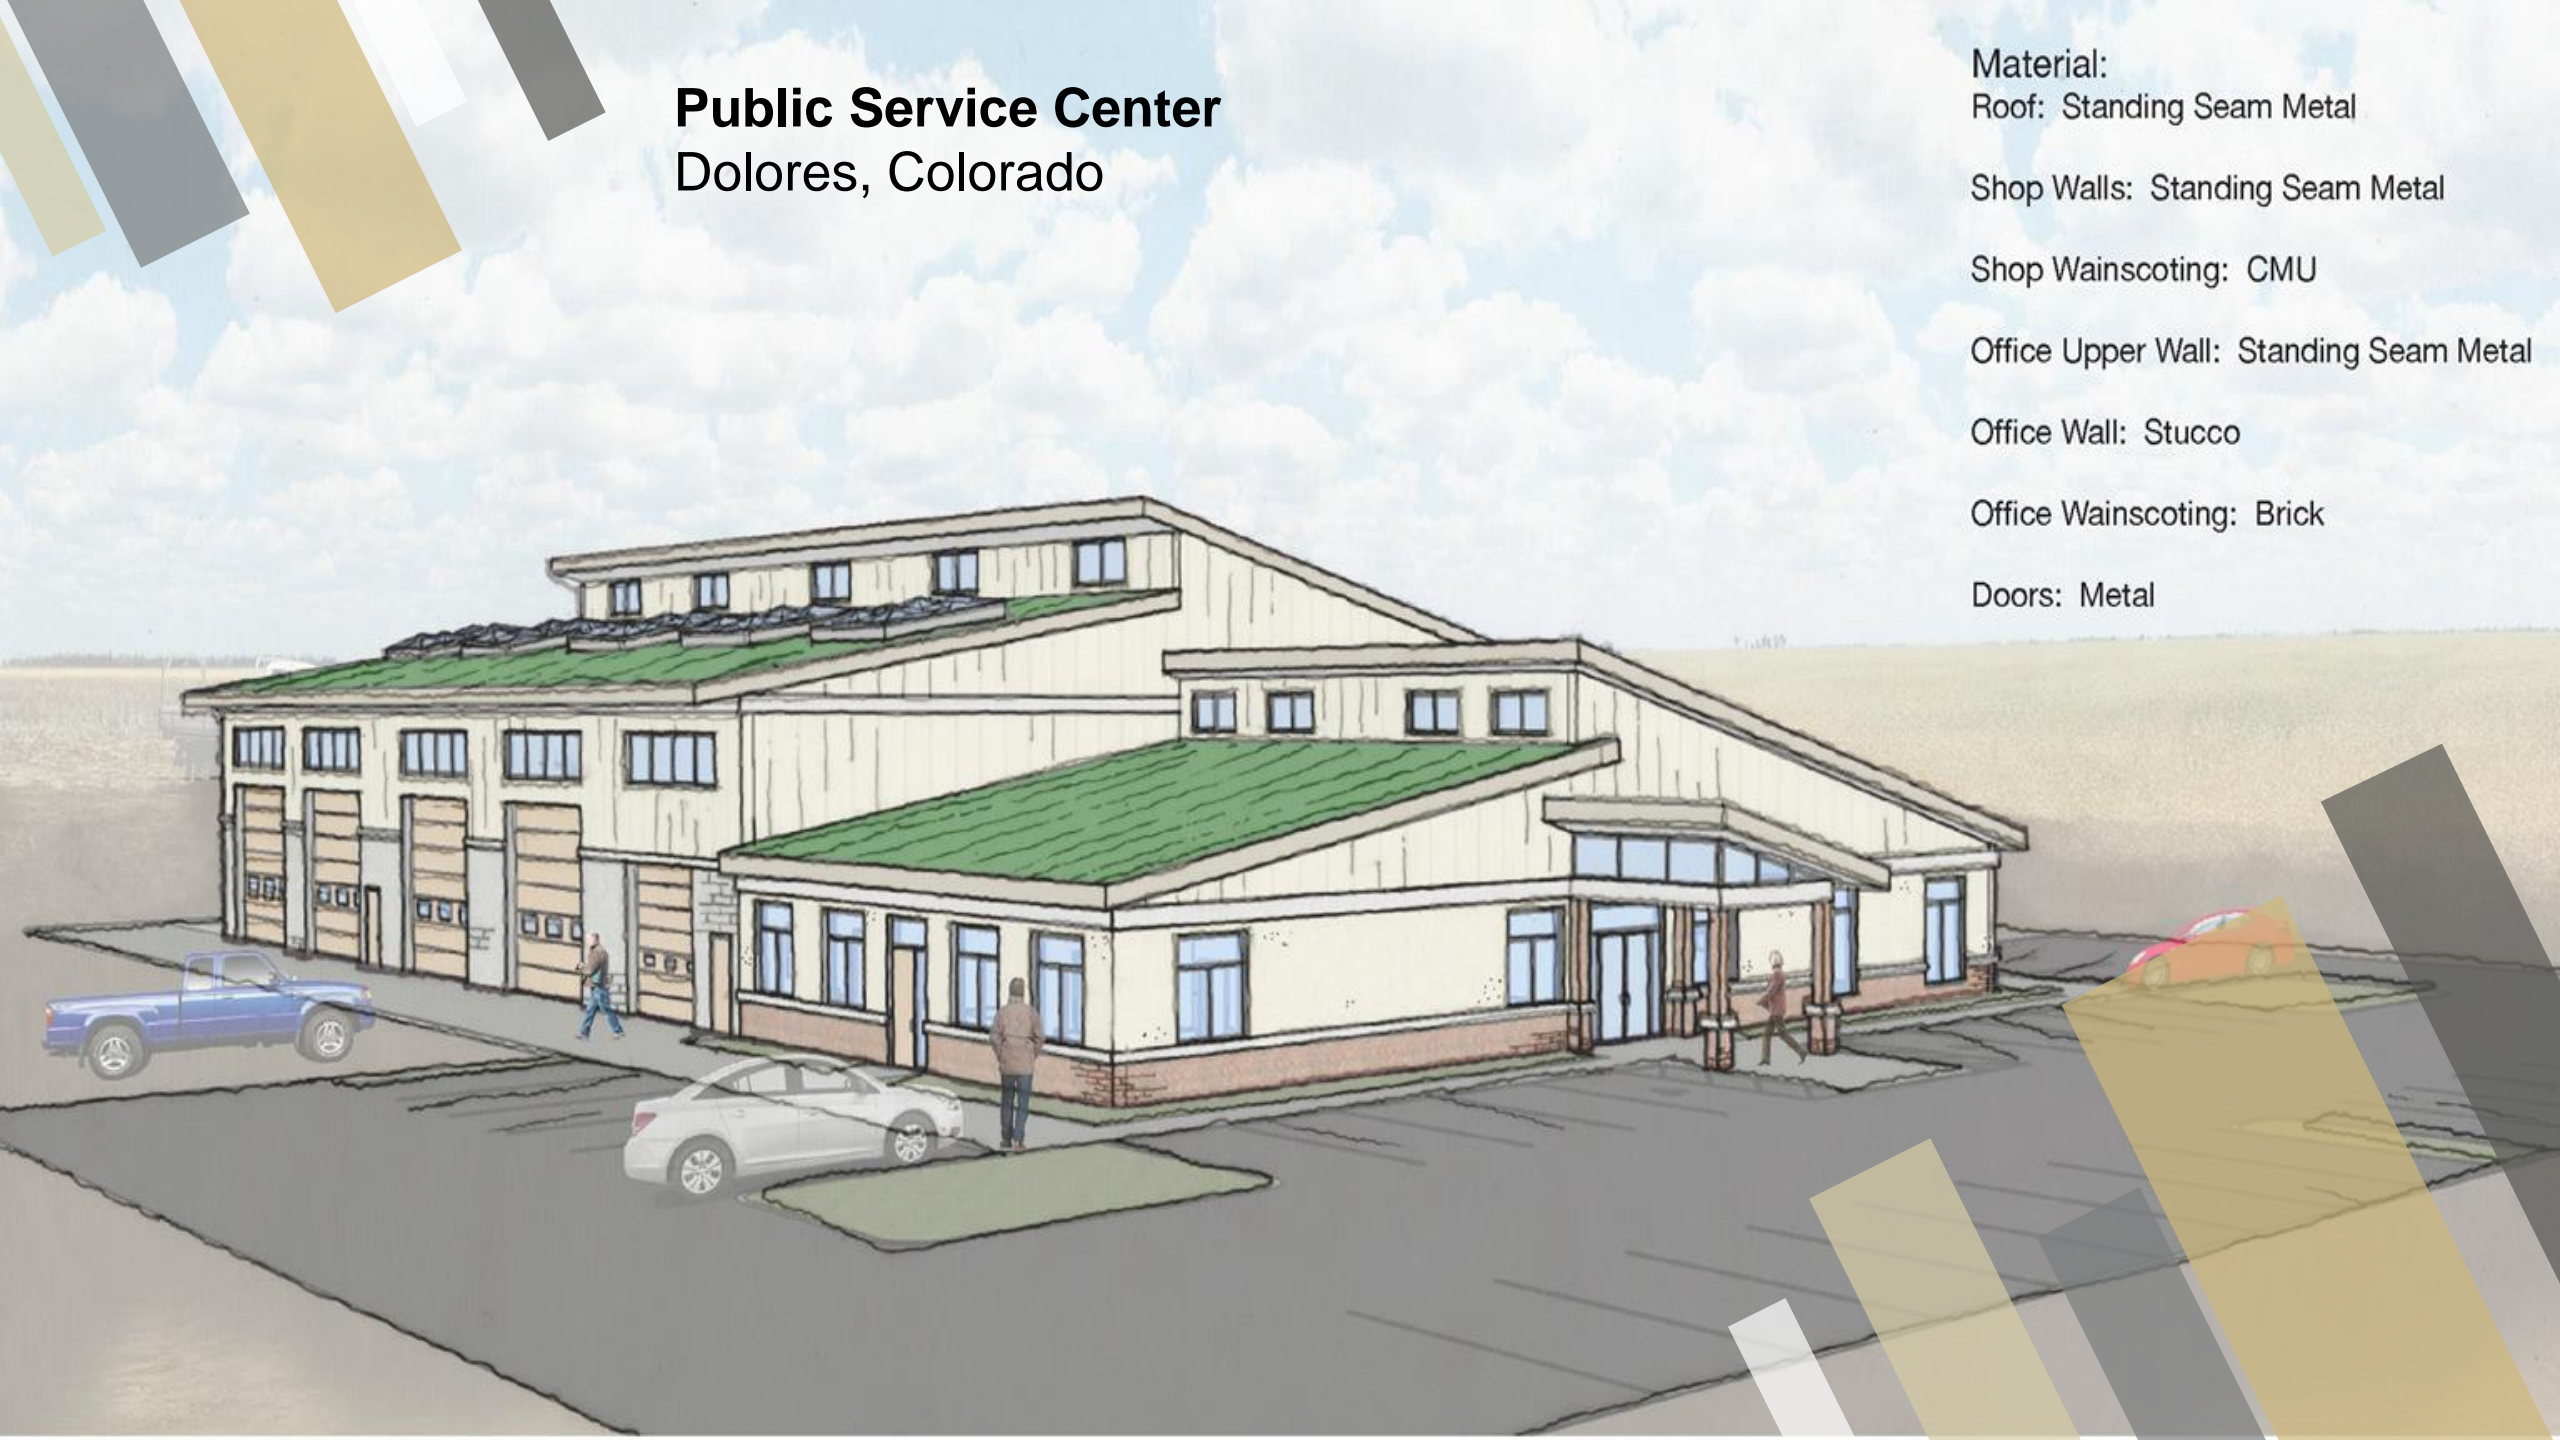 Public Service Center
Dolores, Colorado
Material:
Roof: Standing Seam Metal
Shop Walls: Standing Seam Metal
Shop Wainscoting: CMU
Office Upper Wall: Standing Seam Metal
Office Wall: Stucco
Office Wainscoting: Brick
Doors: Metal